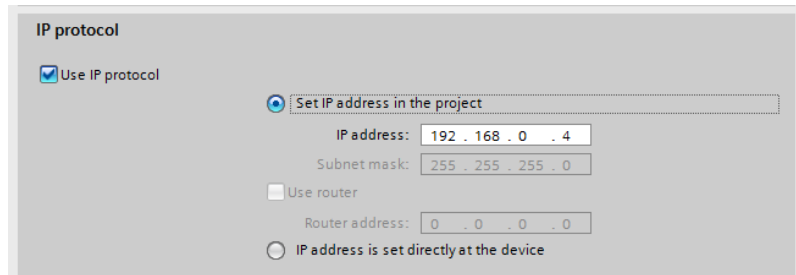 IP protocol
Use IP protocol
Set IP address in the project
IP address: 192 . 168 . 0 . 4
Subnet mask: 255 . 255 . 255 . 0
Use router
Router address: 0 . 0 . 0 . 0
IP address is set directly at the device